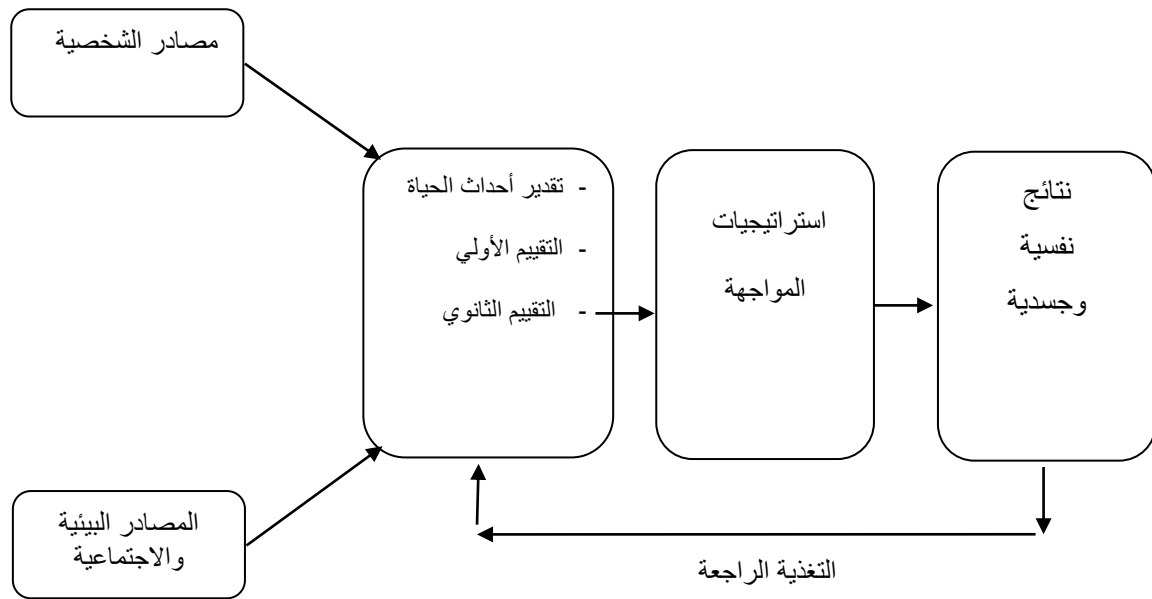 مصادر الشخصية
- تقدير أحداث الحياة
- التقييم الأولي
- التقييم الثانوي
استراتيجيات
المواجهة
نتائج
نفسية
وجسدية
المصادر البيئية
والاجتماعية
التغذية الراجعة